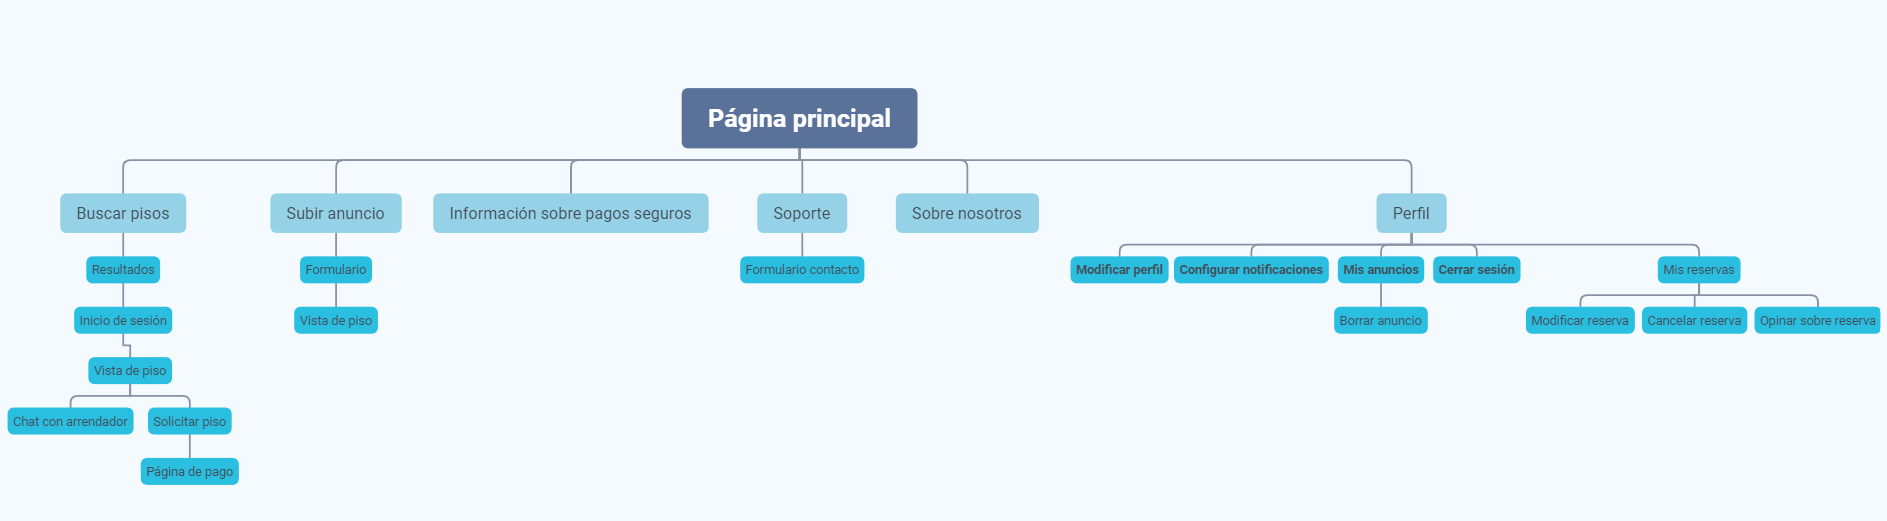 Página principal
Buscar pisos
Subir anuncio
Información sobre pagos seguros
Soporte
Sobre nosotros
Perfil
Resultados
Formulario
Formulario contacto
Modificar perfil
Configurar notificaciones
Mis anuncios
Cerrar sesión
Mis reservas
Inicio de sesión
Vista de piso
Borrar anuncio
Modificar reserva
Cancelar reserva
Opinar sobre reserva
Vista de piso
Chat con arrendador
Solicitar piso
Página de pago